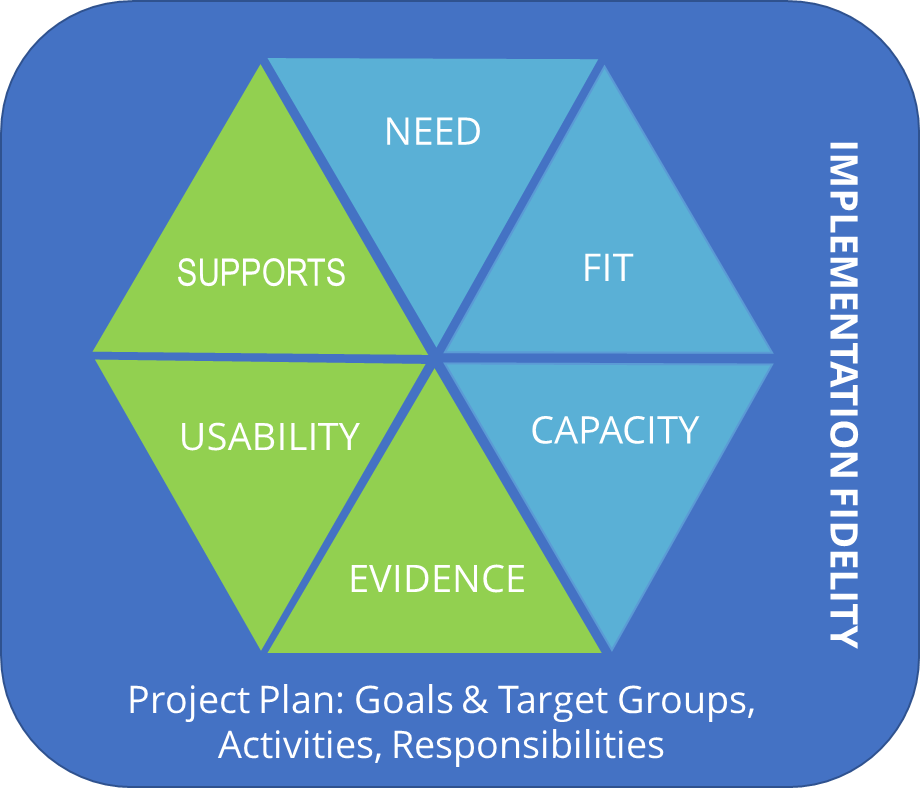 NEED
FIT
SUPPORTS
USABILITY
CAPACITY
EVIDENCE
IMPLEMENTATION FIDELITY
Project Plan: Goals & Target Groups,
Activities, Responsibilities